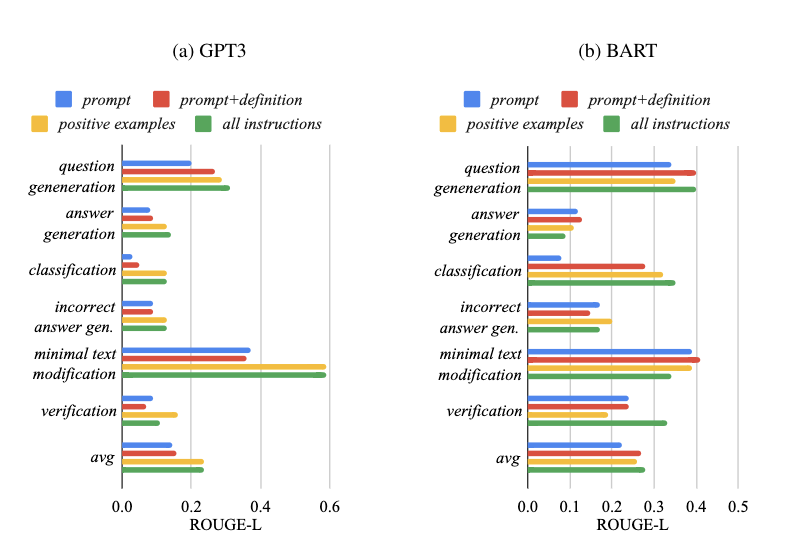 (a) GPT3
prompt prompt+definition
positive examples all instructions
question
geneneration
answer
generation
classification
incorrect
answer gen.
minimal text
modification
verification
avg
0.0 0.2 0.4 0.6
ROUGE-L
(b) BART
prompt prompt+definition
positive examples all instructions
question
geneneration
answer
generation
classification
incorrect
answer gen.
minimal text
modification
verification
avg
0.0 0.1 0.2 0.3 0.4 0.5
ROUGE-L